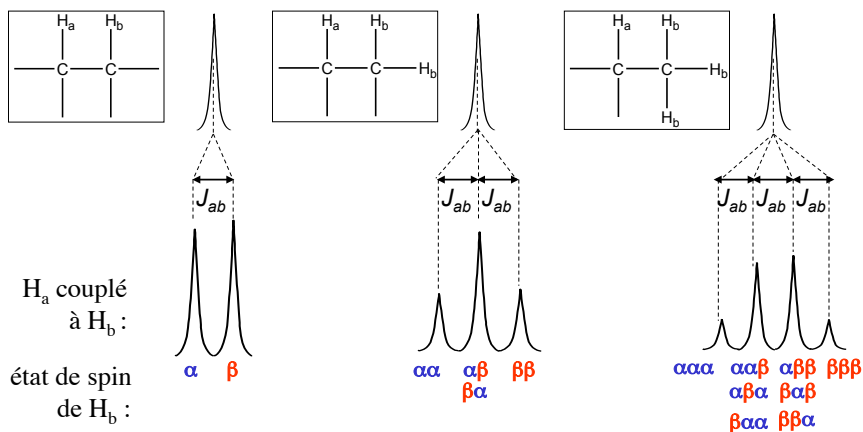 Ha Hb
C C
Ha Hb
C C Hb
Ha Hb
C C Hb
Hb
Jab
Jab Jab
Jab Jab Jab
Ha couplé
à Hb :
état de spin
de Hb :
α β
αα αβ ββ
βα
ααα ααβ αββ βββ
αβα βαβ
βαα ββα